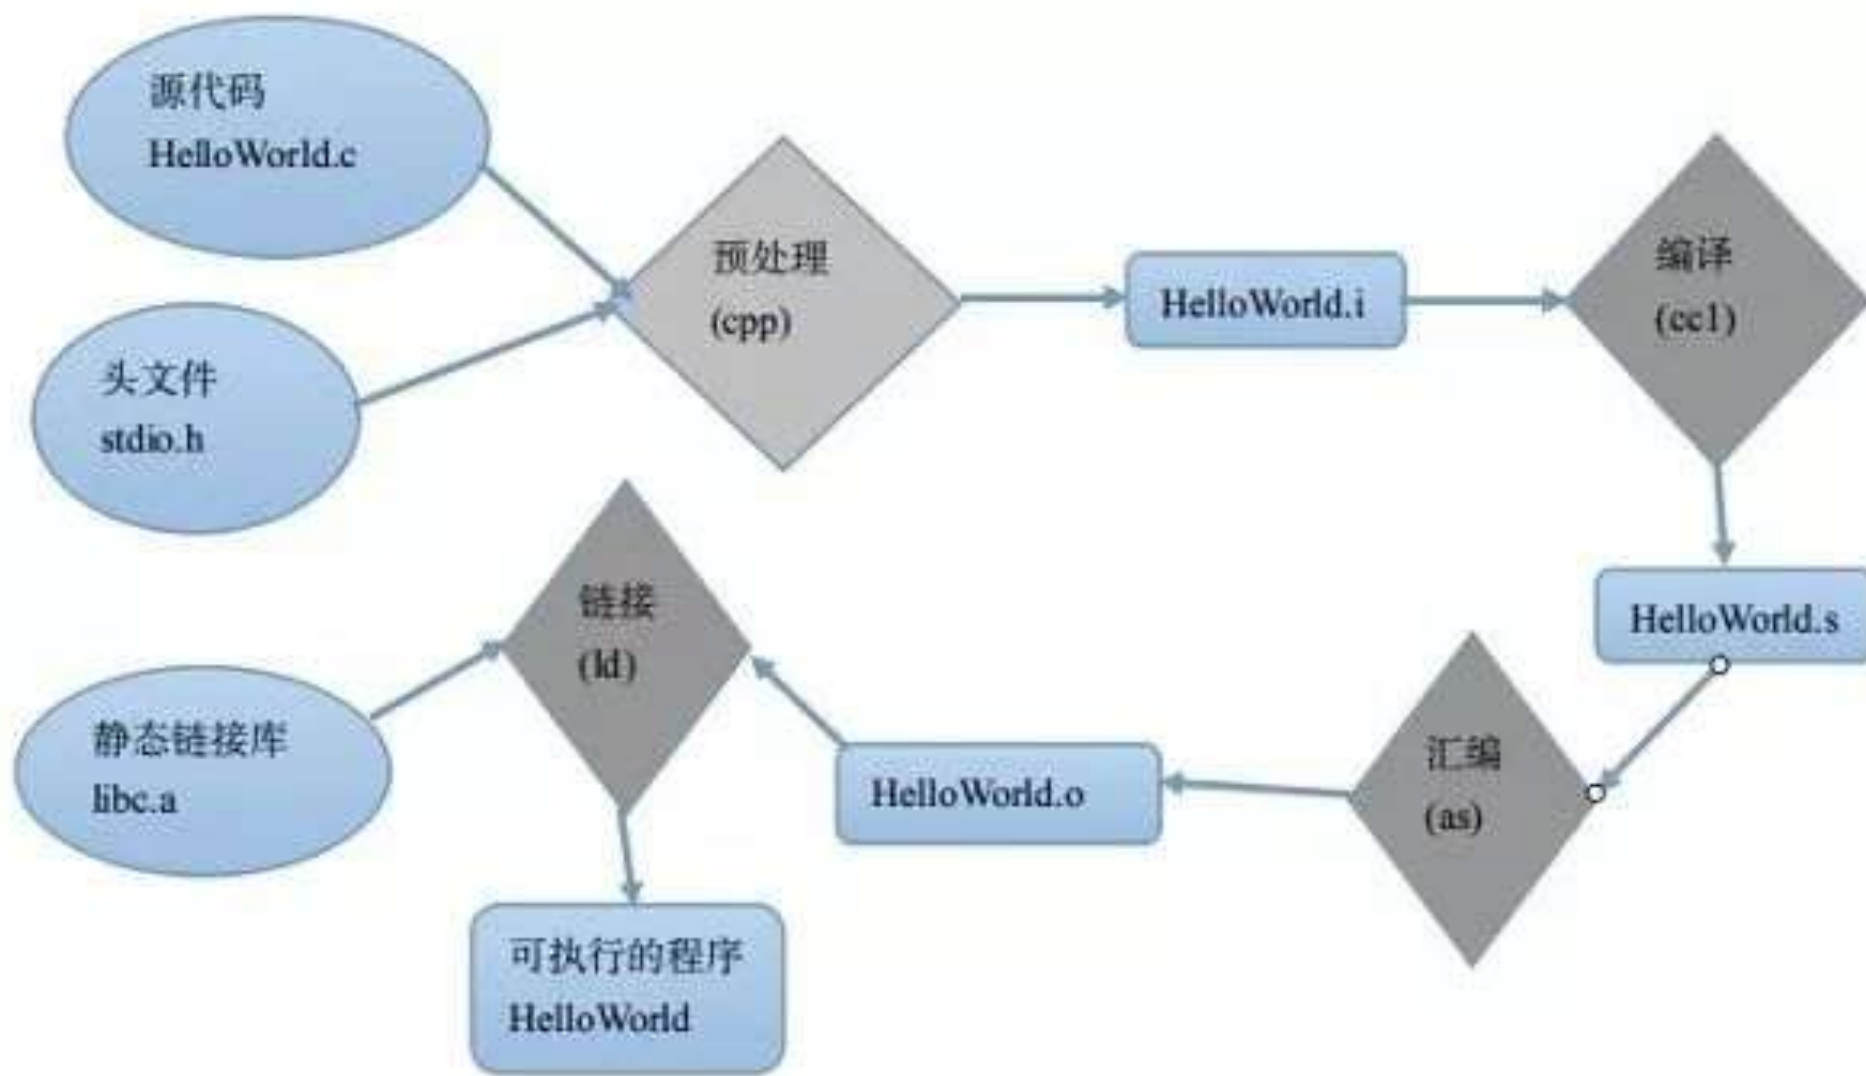 源代码
HelloWorld.c
预处理
(cpp)
HelloWorld.i
编译
(cc1)
头文件
stdio.h
链接
(ld)
HelloWorld.s
静态链接库
libc.a
HelloWorld.o
汇编
(as)
可执行的程序
HelloWorld